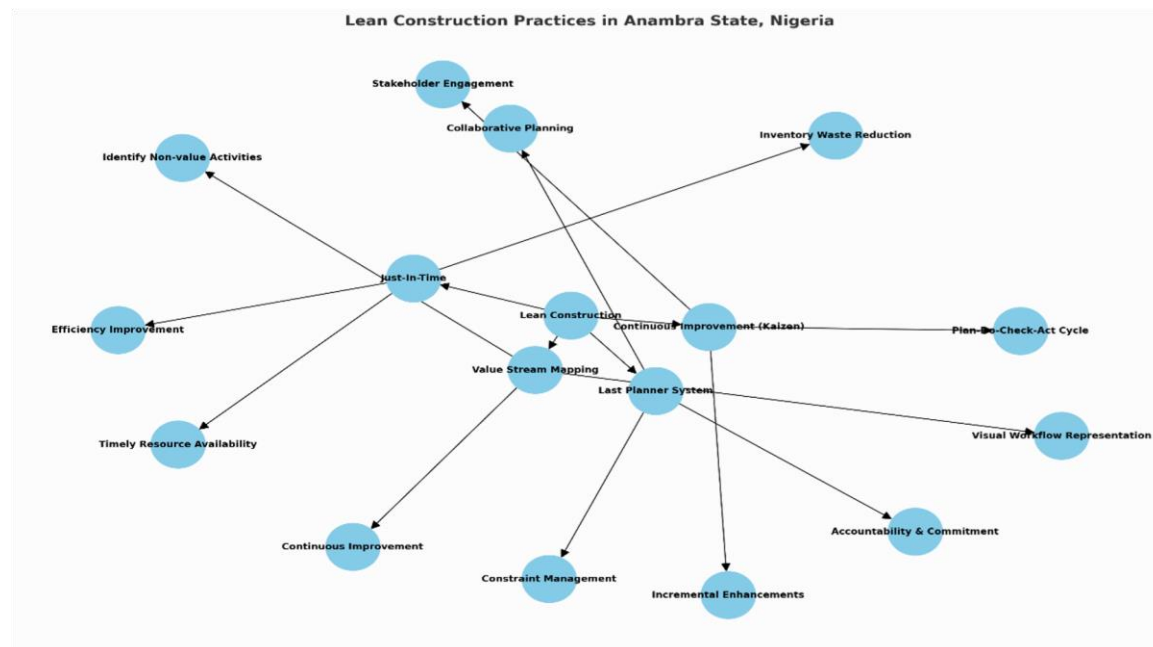 Lean Construction Practices in Anambra State, Nigeria
Stakeholder Engagement
Collaborative Planning
Inventory Waste Reduction
Identify Non-value Activities
Just-In-Time
Lean Construction
Continuous Improvement (Kaizen)
Efficiency Improvement
Plan-Do-Check-Act Cycle
Value Stream Mapping
Last Planner System
Visual Workflow Representation
Timely Resource Availability
Accountability & Commitment
Continuous Improvement
Constraint Management
Incremental Enhancements